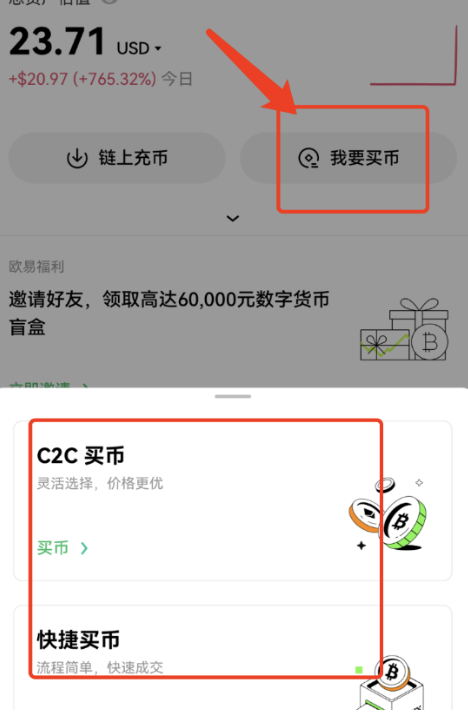 总资产估值
23.71 USD
+$20.97 (+765.32%) 今日
链上充币
我要买币
欧易福利
邀请好友，领取高达60,000元数字货币
盲盒
立即邀请
C2C 买币
灵活选择，价格更优
买币
快捷买币
流程简单，快速成交